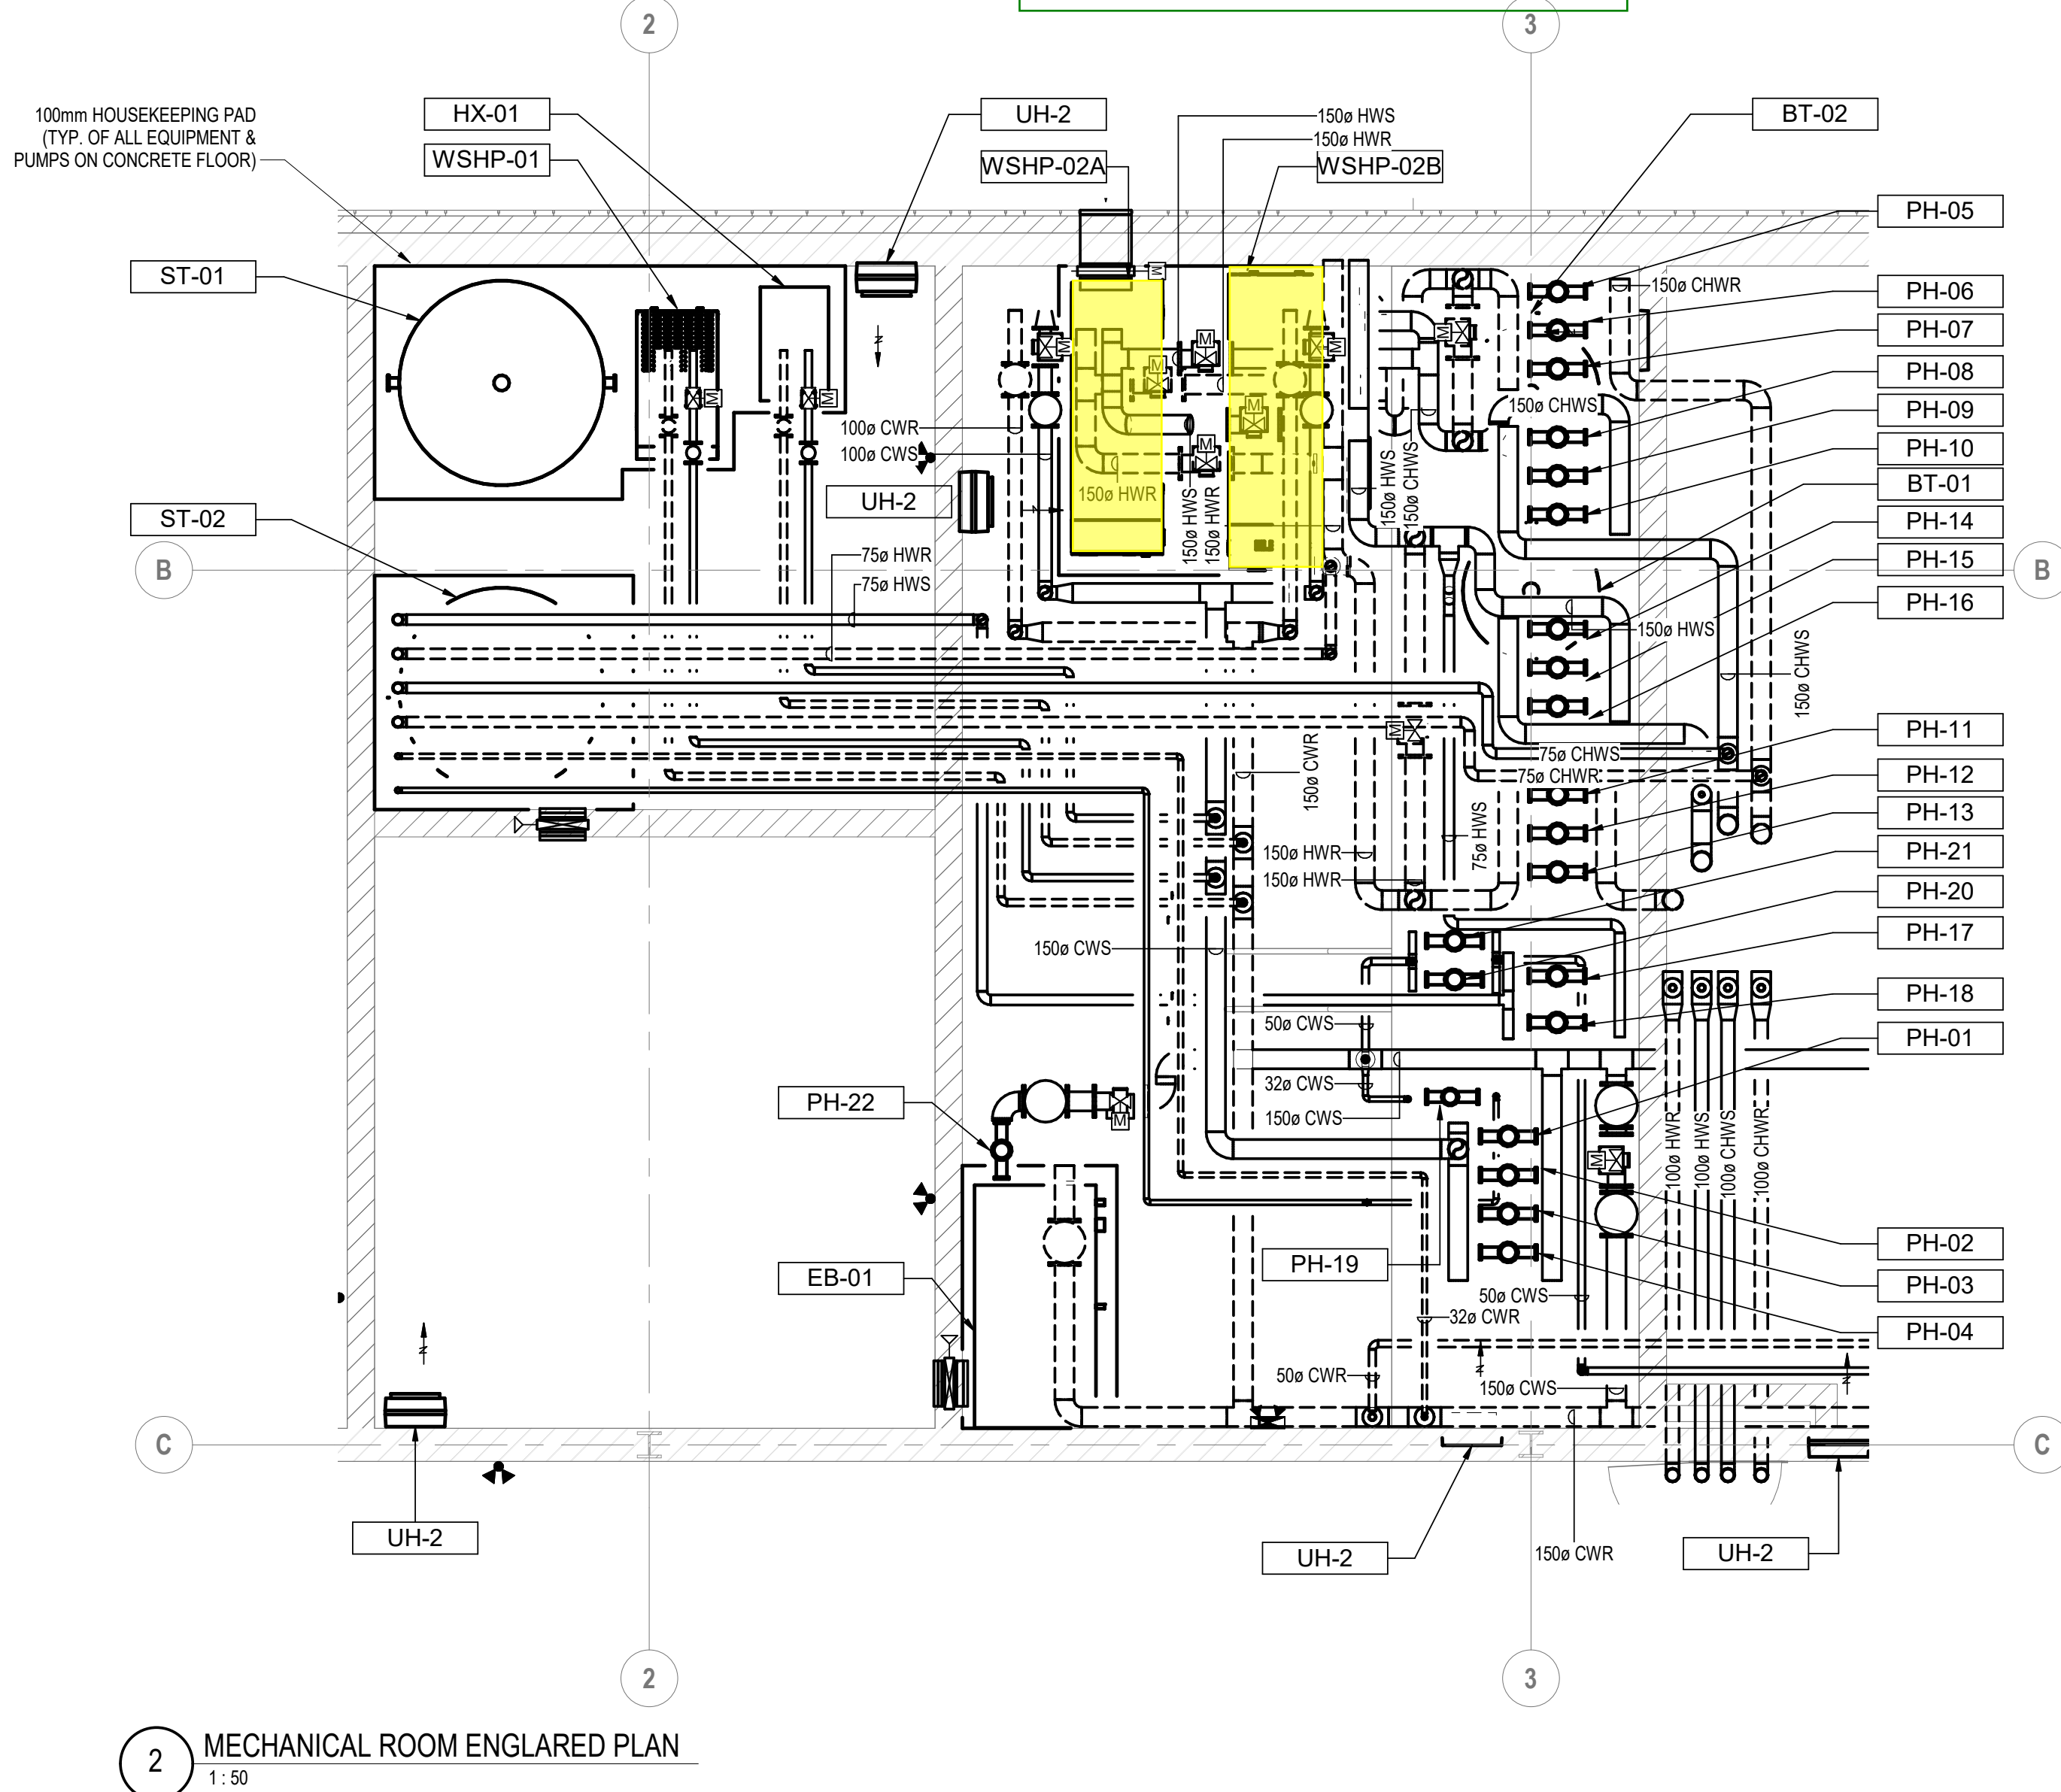 2
3
100mm HOUSEKEEPING PAD
(TYP. OF ALL EQUIPMENT &
PUMPS ON CONCRETE FLOOR)
HX-01
WSHP-01
UH-2
WSHP-02A
150ø HWS
150ø HWR
WSHP-02B
BT-02
PH-05
ST-01
M
PH-06
150ø CHWR
PH-07
M
M
M
M
M
M
PH-08
M
M
150ø CHWS
M
PH-09
100ø CWR
M
PH-10
100ø CWS
150ø HWS
150ø CHWS
BT-01
UH-2
150ø HWR
150ø HWS
150ø HWR
PH-14
ST-02
B
75ø HWR
75ø HWS
PH-15
B
PH-16
150ø HWS
150ø CHWS
M
PH-11
75ø CHWS
75ø CHWR
150ø CWR
PH-12
75ø HWS
PH-13
150ø HWR
PH-21
150ø HWR
PH-20
PH-17
150ø CWS
PH-18
50ø CWS
PH-01
32ø CWS
PH-22
M
150ø CWS
100ø HWR
100ø HWS
100ø CHWS
100ø CHWR
M
PH-02
PH-19
EB-01
PH-03
50ø CWS
32ø CWR
PH-04
50ø CWR
150ø CWS
C
C
UH-2
UH-2
150ø CWR
UH-2
2
3
2
MECHANICAL ROOM ENGLARED PLAN
1 : 50